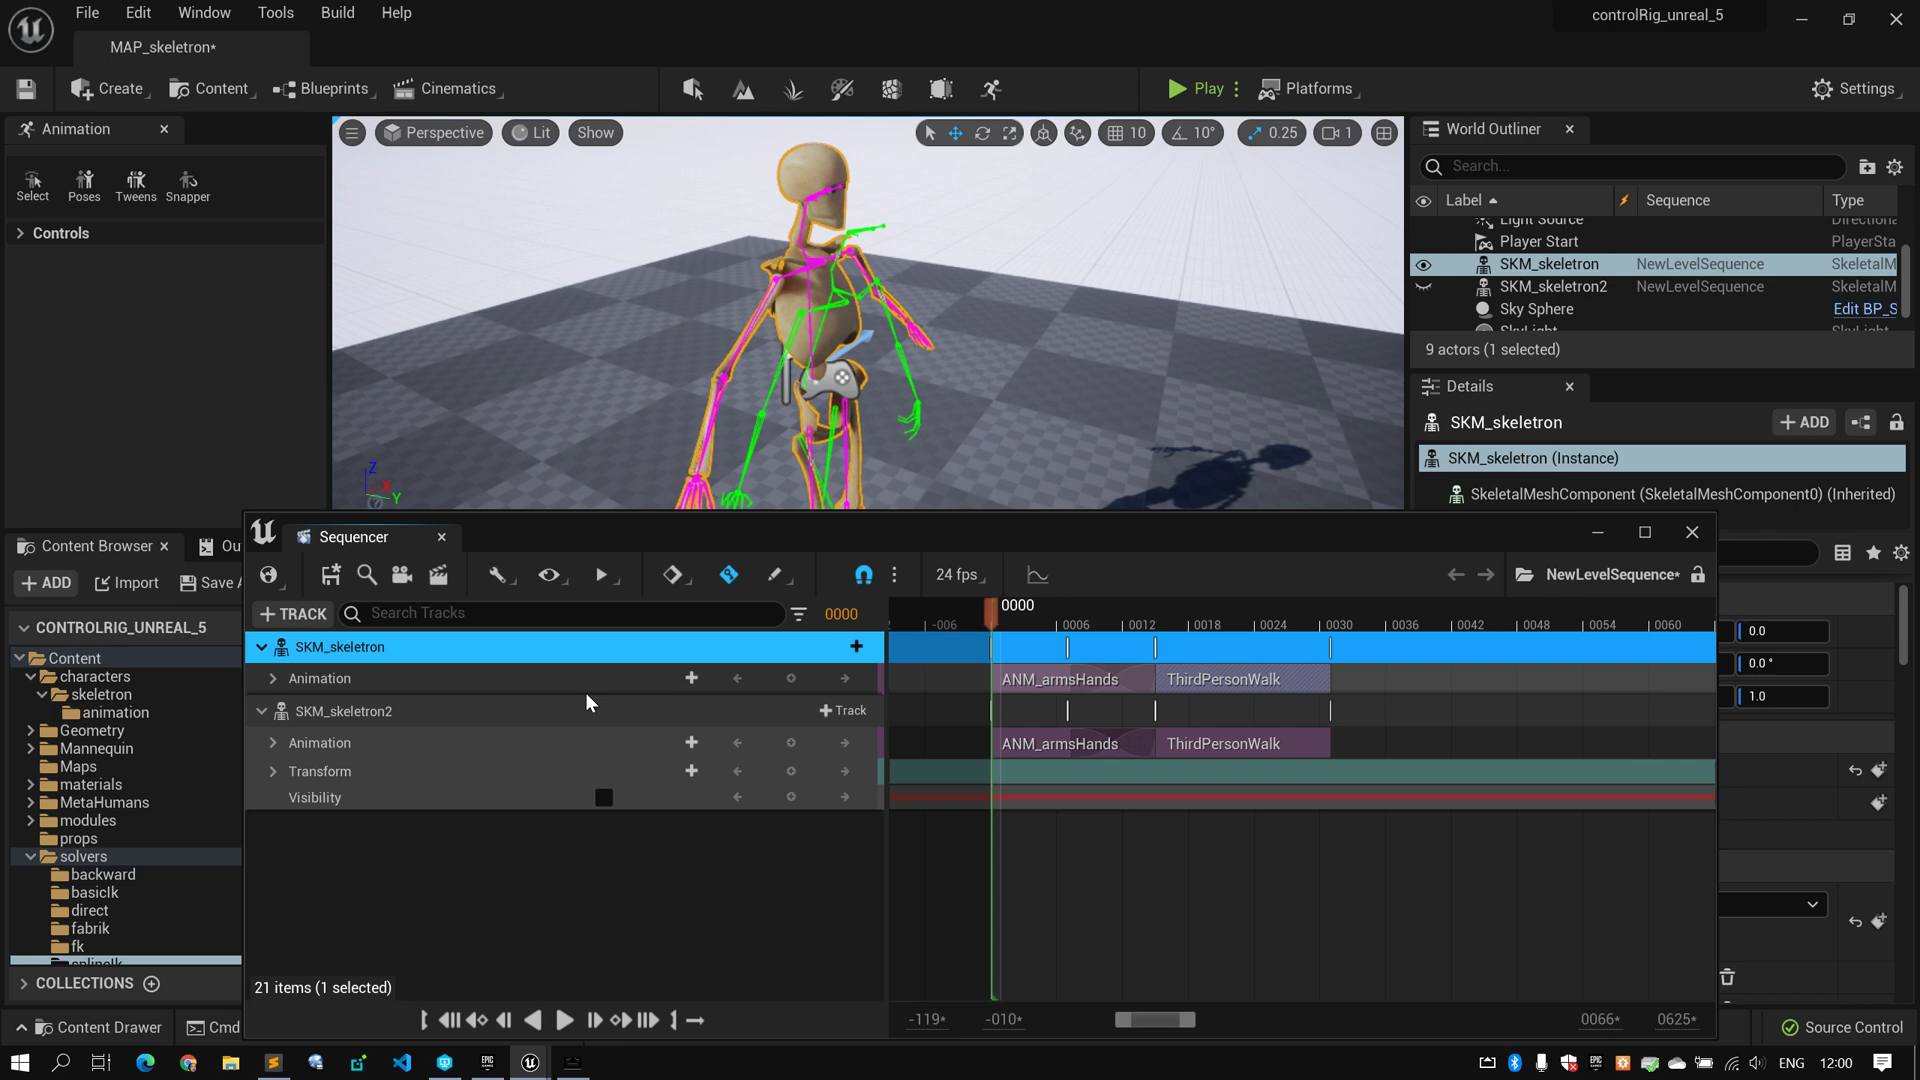 File Edit Window Tools Build Help
controlRig_unreal_5
MAP_skeletron*
Create Content Blueprints Cinematics Play Platforms Settings
Animation
Perspective Lit Show 10 10° 0.25 1
World Outliner
Search...
Select Poses Tweens Snapper
Label Sequence Type
Light Source
Player Start PlayerSta
Controls
SKM_skeletron NewLevelSequence SkeletalM
SKM_skeletron2 NewLevelSequence SkeletalM
Sky Sphere Edit BP_S
SkyLight
9 actors (1 selected)
Details
SKM_skeletron ADD
SKM_skeletron (Instance)
SkeletalMeshComponent (SkeletalMeshComponent0) (Inherited)
Z
X
Y
Content Browser Ou
Sequencer
ADD Import Save A
24 fps NewLevelSequence*
TRACK Search Tracks 0000
0000
-006 0006 0012 0018 0024 0030 0036 0042 0048 0054 0060
0.0
0.0°
1.0
CONTROLRIG_UNREAL_5
Content
characters
skeletron
animation
Geometry
Mannequin
Maps
materials
MetaHumans
modules
props
solvers
backward
basicIk
direct
fabrik
fk
splineIk
COLLECTIONS
SKM_skeletron
Animation ANM_armsHands ThirdPersonWalk
SKM_skeletron2 Track
Animation ANM_armsHands ThirdPersonWalk
Transform
Visibility
21 items (1 selected)
-119* -010* 0066* 0625*
Content Drawer Cmd Source Control
ENG 12:00